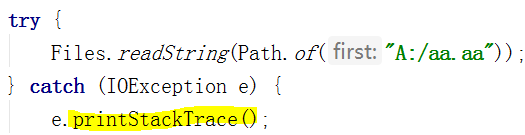 try {
    Files.readString(Path.of( first: "A:/aa.aa"));
} catch (IOException e) {
    e.printStackTrace();